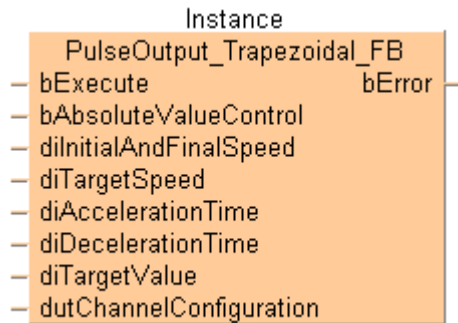 Instance
PulseOutput_Trapezoidal_FB
bExecute bError
bAbsoluteValueControl
diInitialAndFinalSpeed
diTargetSpeed
diAccelerationTime
diDecelerationTime
diTargetValue
dutChannelConfiguration